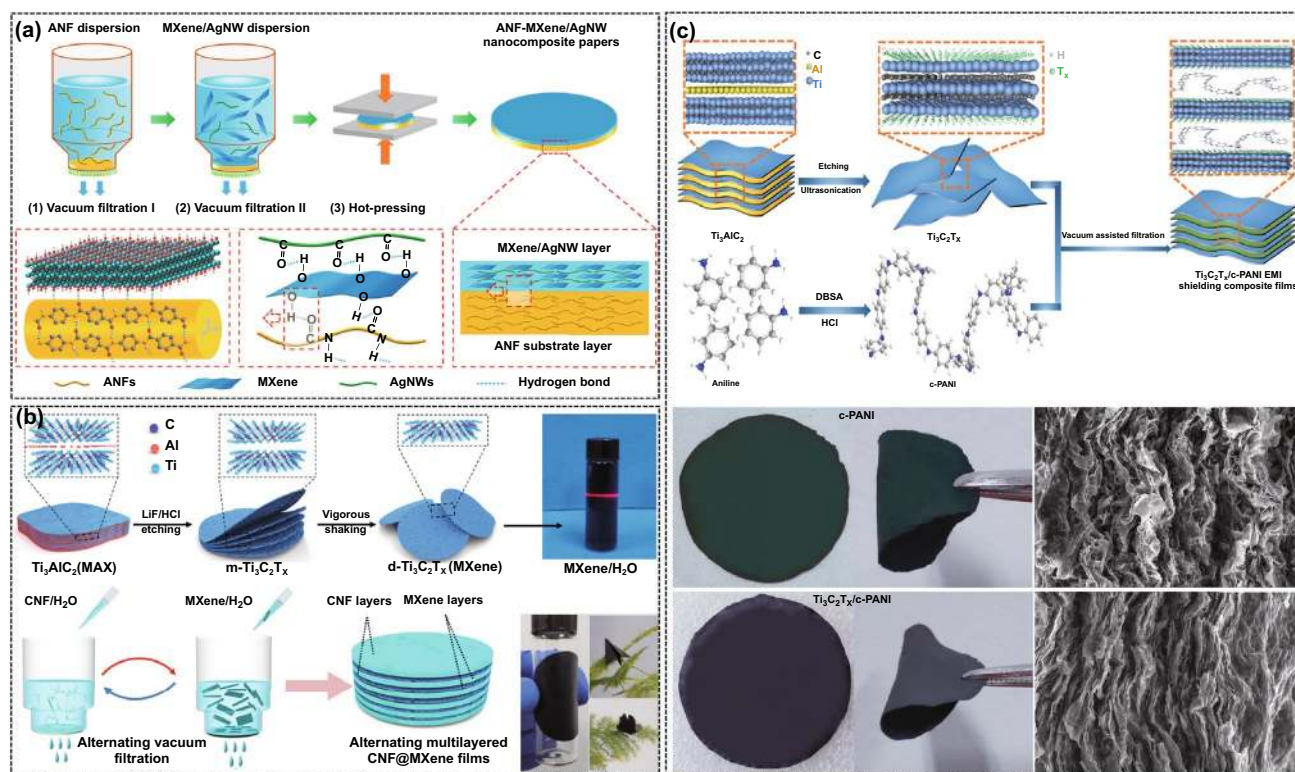 (a)
ANF dispersion
MXene/AgNW dispersion
ANF-MXene/AgNW
nanocomposite papers
(1) Vacuum filtration I
(2) Vacuum filtration II
(3) Hot-pressing
MXene/AgNW layer
ANF substrate layer
ANFs
MXene
AgNWs
Hydrogen bond
(b)
C
Al
Ti
LiF/HCl
etching
Vigorous
shaking
Ti3AlC2(MAX)
m-Ti3C2TX
d-Ti3C2TX (MXene)
MXene/H2O
CNF/H2O
MXene/H2O
CNF layers
MXene layers
Alternating vacuum
filtration
Alternating multilayered
CNF@MXene films
(c)
C
Al
Ti
H
Tx
Etching
Ultrasonication
Ti3AlC2
Ti3C2TX
Vacuum assisted filtration
Ti3C2TX/c-PANI EMI
shielding composite films
DBSA
HCl
Aniline
c-PANI
c-PANI
Ti3C2TX/c-PANI